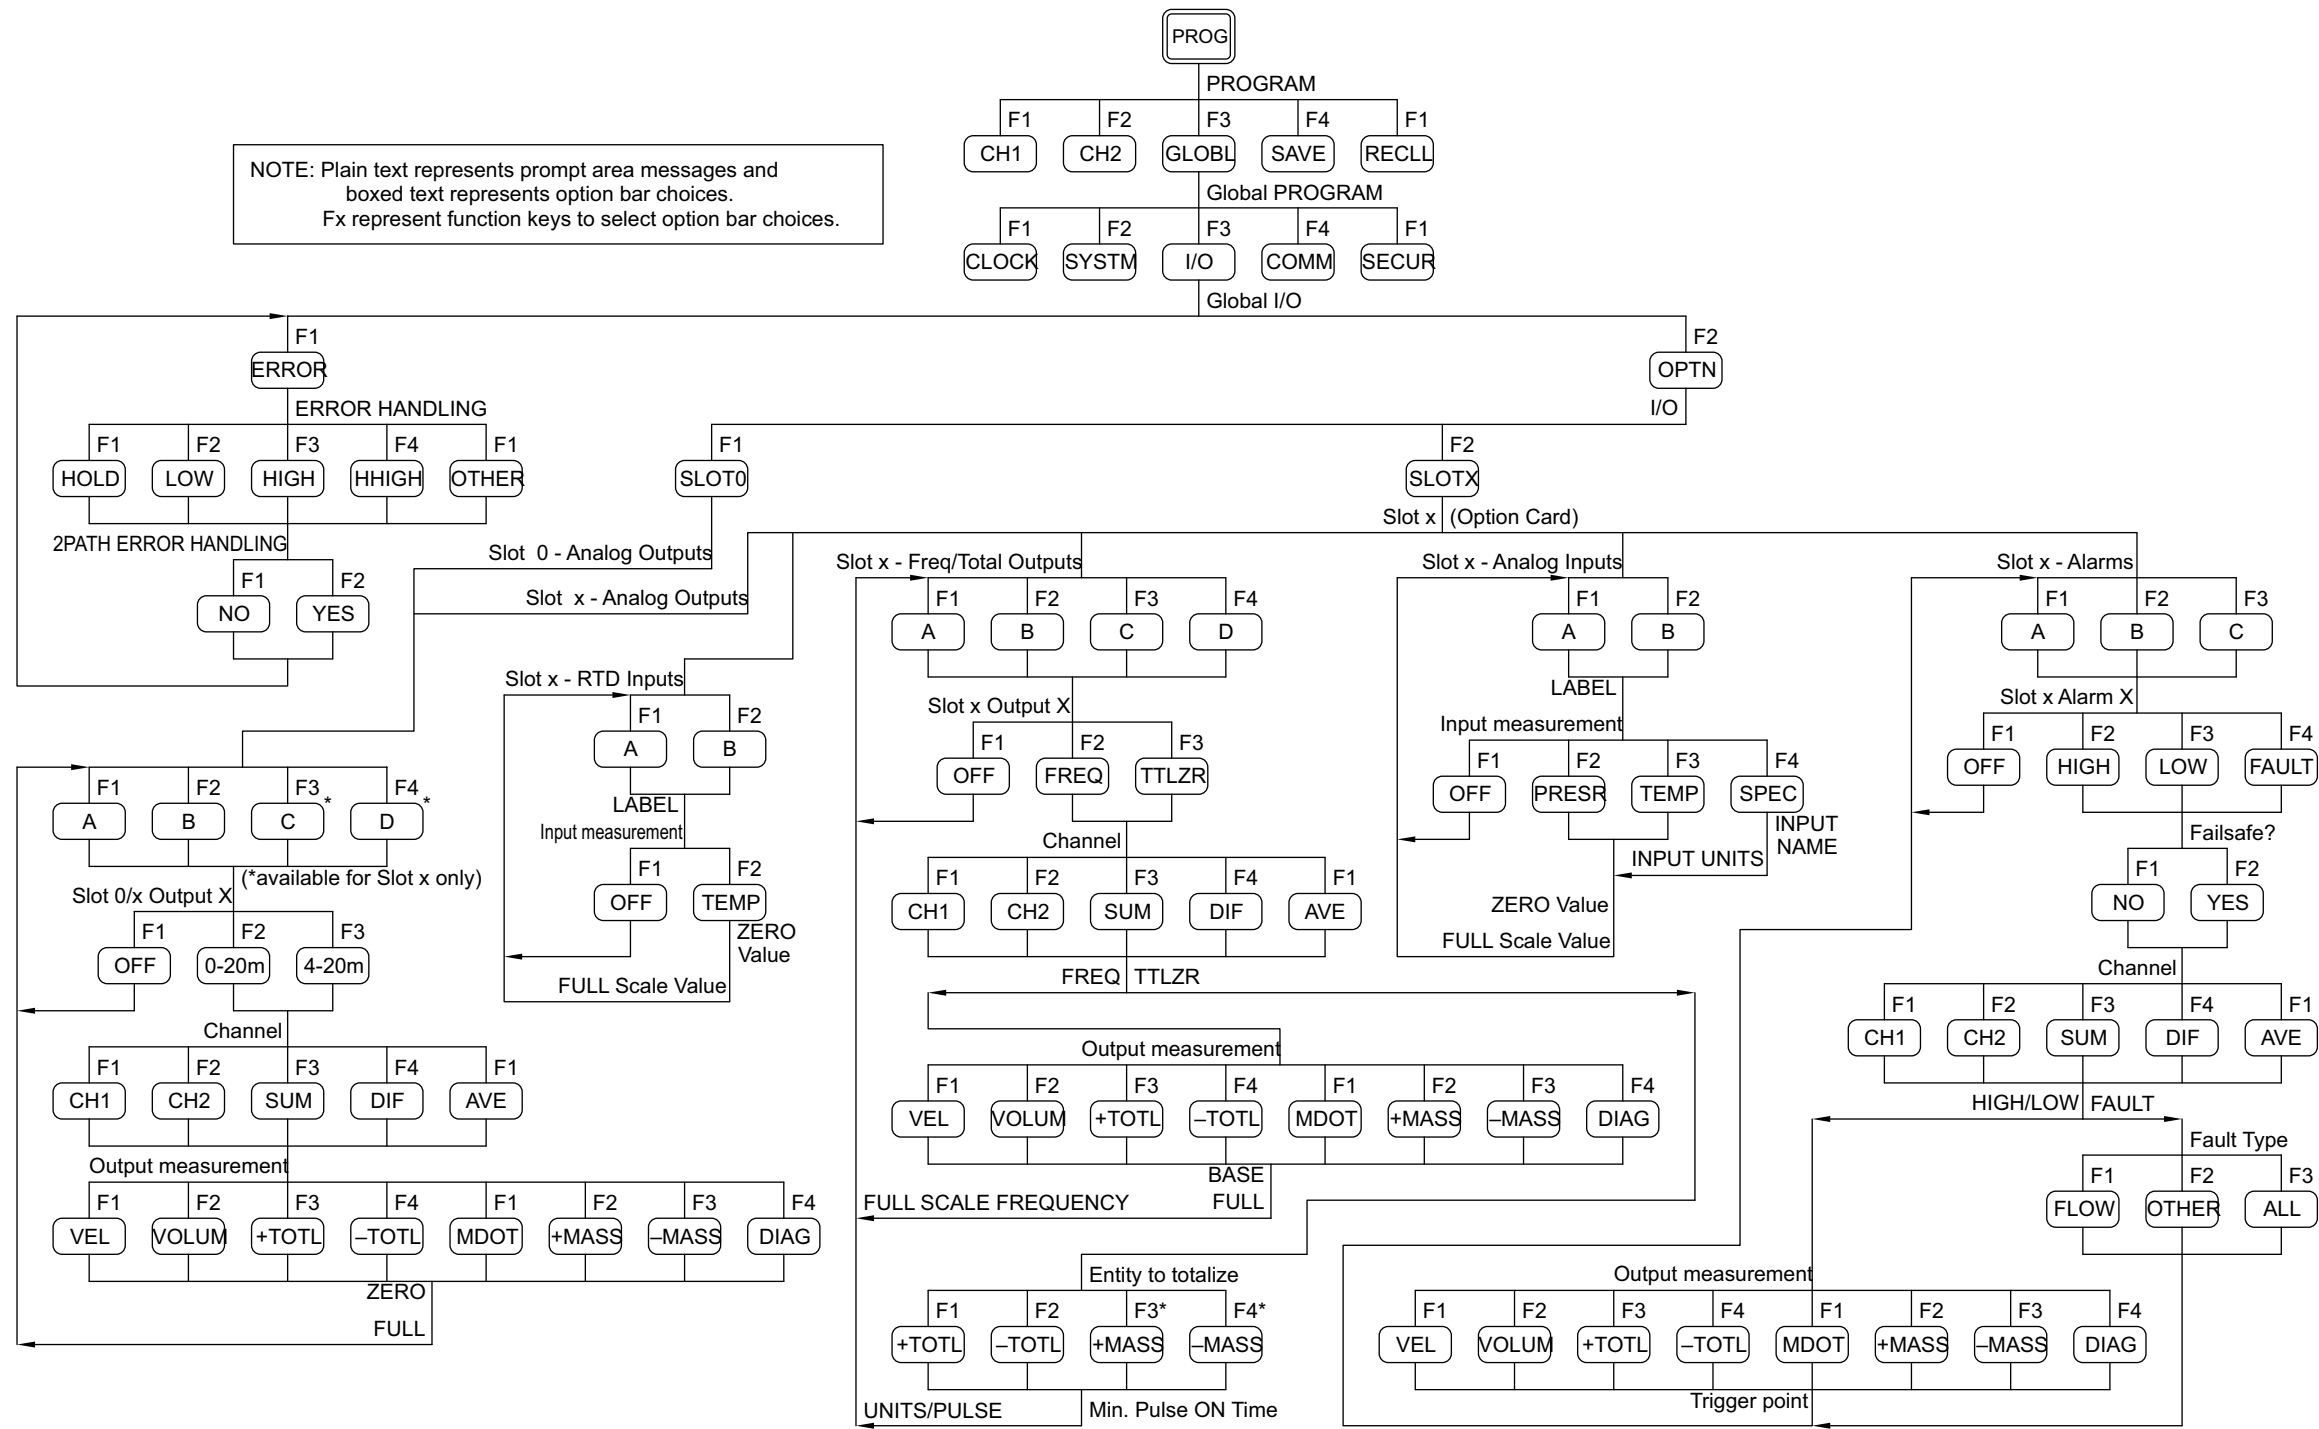 PROG
PROGRAM
F1 F2 F3 F4 F1
CH1 CH2 GLOBL SAVE RECLL
NOTE: Plain text represents prompt area messages and
boxed text represents option bar choices.
Fx represent function keys to select option bar choices.
Global PROGRAM
F1 F2 F3 F4 F1
CLOCK SYSTM I/O COMM SECUR
Global I/O
F1 F2
ERROR OPTN
ERROR HANDLING
I/O
F1 F2 F3 F4 F1
HOLD LOW HIGH HHIGH OTHER
2PATH ERROR HANDLING
F1 F2
NO YES
F1 F2
SLOT0 SLOTX
Slot x (Option Card)
Slot 0 - Analog Outputs
Slot x - Analog Outputs
F1 F2 F3* F4*
A B C D
(*available for Slot x only)
Slot 0/x Output X
F1 F2 F3
OFF 0-20m 4-20m
Channel
F1 F2 F3 F4 F1
CH1 CH2 SUM DIF AVE
Output measurement
F1 F2 F3 F4 F1 F2 F3 F4
VEL VOLUM +TOTL –TOTL MDOT +MASS –MASS DIAG
ZERO
FULL
Slot x - RTD Inputs
F1 F2
A B
LABEL
Input measurement
F1 F2
OFF TEMP
ZERO
Value
FULL Scale Value
Slot x - Freq/Total Outputs
F1 F2 F3 F4
A B C D
Slot x Output X
F1 F2 F3
OFF FREQ TTLZR
Channel
F1 F2 F3 F4 F1
CH1 CH2 SUM DIF AVE
FREQ TTLZR
Output measurement
F1 F2 F3 F4 F1 F2 F3 F4
VEL VOLUM +TOTL –TOTL MDOT +MASS –MASS DIAG
BASE
FULL SCALE FREQUENCY FULL
Entity to totalize
F1 F2 F3* F4*
+TOTL –TOTL +MASS –MASS
UNITS/PULSE Min. Pulse ON Time
Slot x - Analog Inputs
F1 F2
A B
LABEL
Input measurement
F1 F2 F3 F4
OFF PRESR TEMP SPEC
INPUT
NAME
INPUT UNITS
ZERO Value
FULL Scale Value
Slot x - Alarms
F1 F2 F3
A B C
Slot x Alarm X
F1 F2 F3 F4
OFF HIGH LOW FAULT
Failsafe?
F1 F2
NO YES
Channel
F1 F2 F3 F4 F1
CH1 CH2 SUM DIF AVE
HIGH/LOW FAULT
Fault Type
F1 F2 F3
FLOW OTHER ALL
Output measurement
F1 F2 F3 F4 F1 F2 F3 F4
VEL VOLUM +TOTL –TOTL MDOT +MASS –MASS DIAG
Trigger point